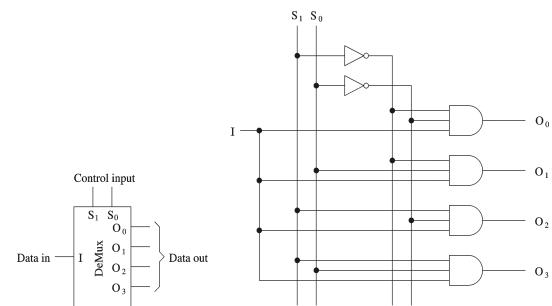 S1 S0
I
O0
O1
O2
O3
Control input
S1 S0
Data in
I
DeMux
O0
O1
O2
O3
Data out